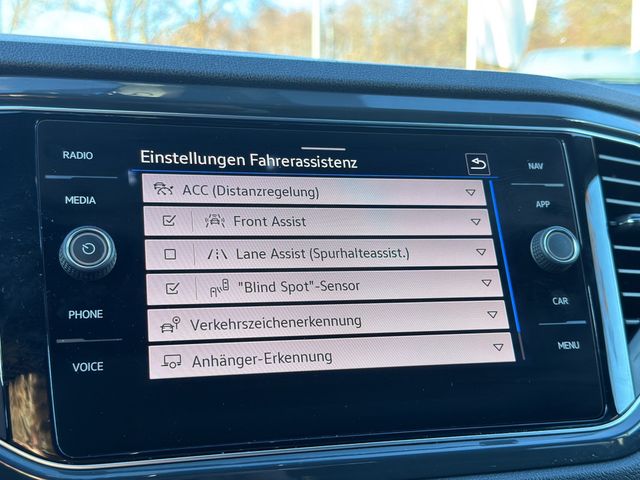 Einstellungen Fahrerassistenz
RADIO
MEDIA
PHONE
VOICE
ACC (Distanzregelung)
Front Assist
Lane Assist (Spurhalteassist.)
"Blind Spot"-Sensor
Verkehrszeichenerkennung
Anhänger-Erkennung
NAV
APP
CAR
MENU